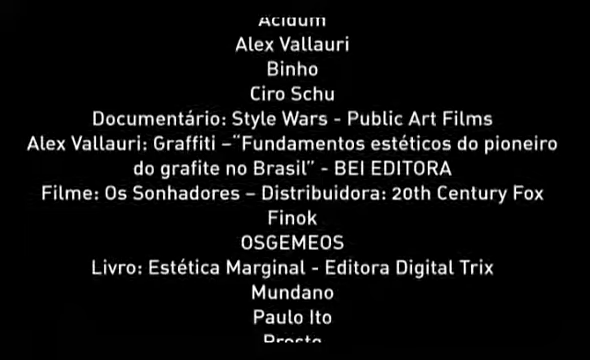 Acidum
Alex Vallauri
Binho
Ciro Schu
Documentário: Style Wars - Public Art Films
Alex Vallauri: Graffiti –“Fundamentos estéticos do pioneiro
do grafite no Brasil” - BEI EDITORA
Filme: Os Sonhadores – Distribuidora: 20th Century Fox
Finok
OSGEMEOS
Livro: Estética Marginal - Editora Digital Trix
Mundano
Paulo Ito